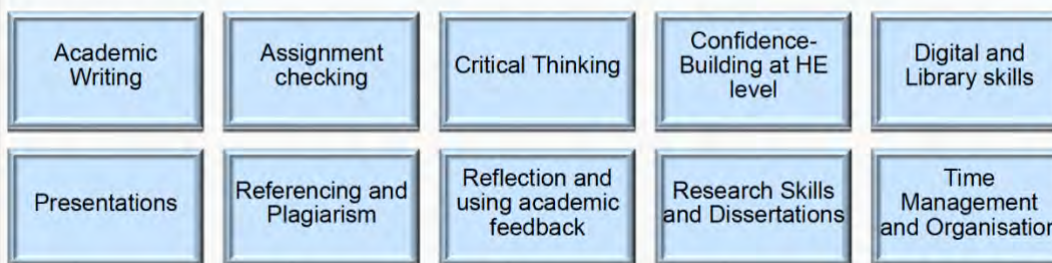 Academic
Writing
Assignment
checking
Critical Thinking
Confidence-
Building at HE
level
Digital and
Library skills
Presentations
Referencing and
Plagiarism
Reflection and
using academic
feedback
Research Skills
and Dissertations
Time
Management
and Organisation